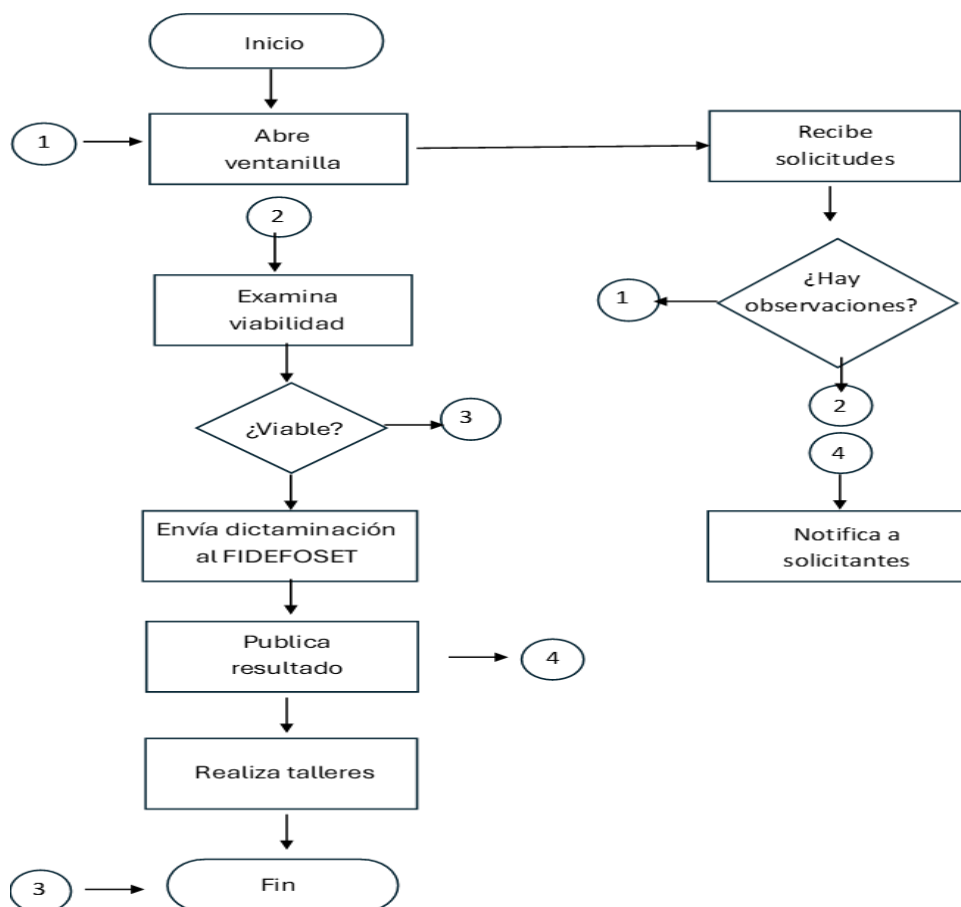 Inicio
1
Abre
ventanilla
Recibe
solicitudes
2
Examina
viabilidad
¿Hay
observaciones?
1
¿Viable?
3
2
4
Envía dictaminación
al FIDEFOSET
Notifica a
solicitantes
Publica
resultado
4
Realiza talleres
3
Fin